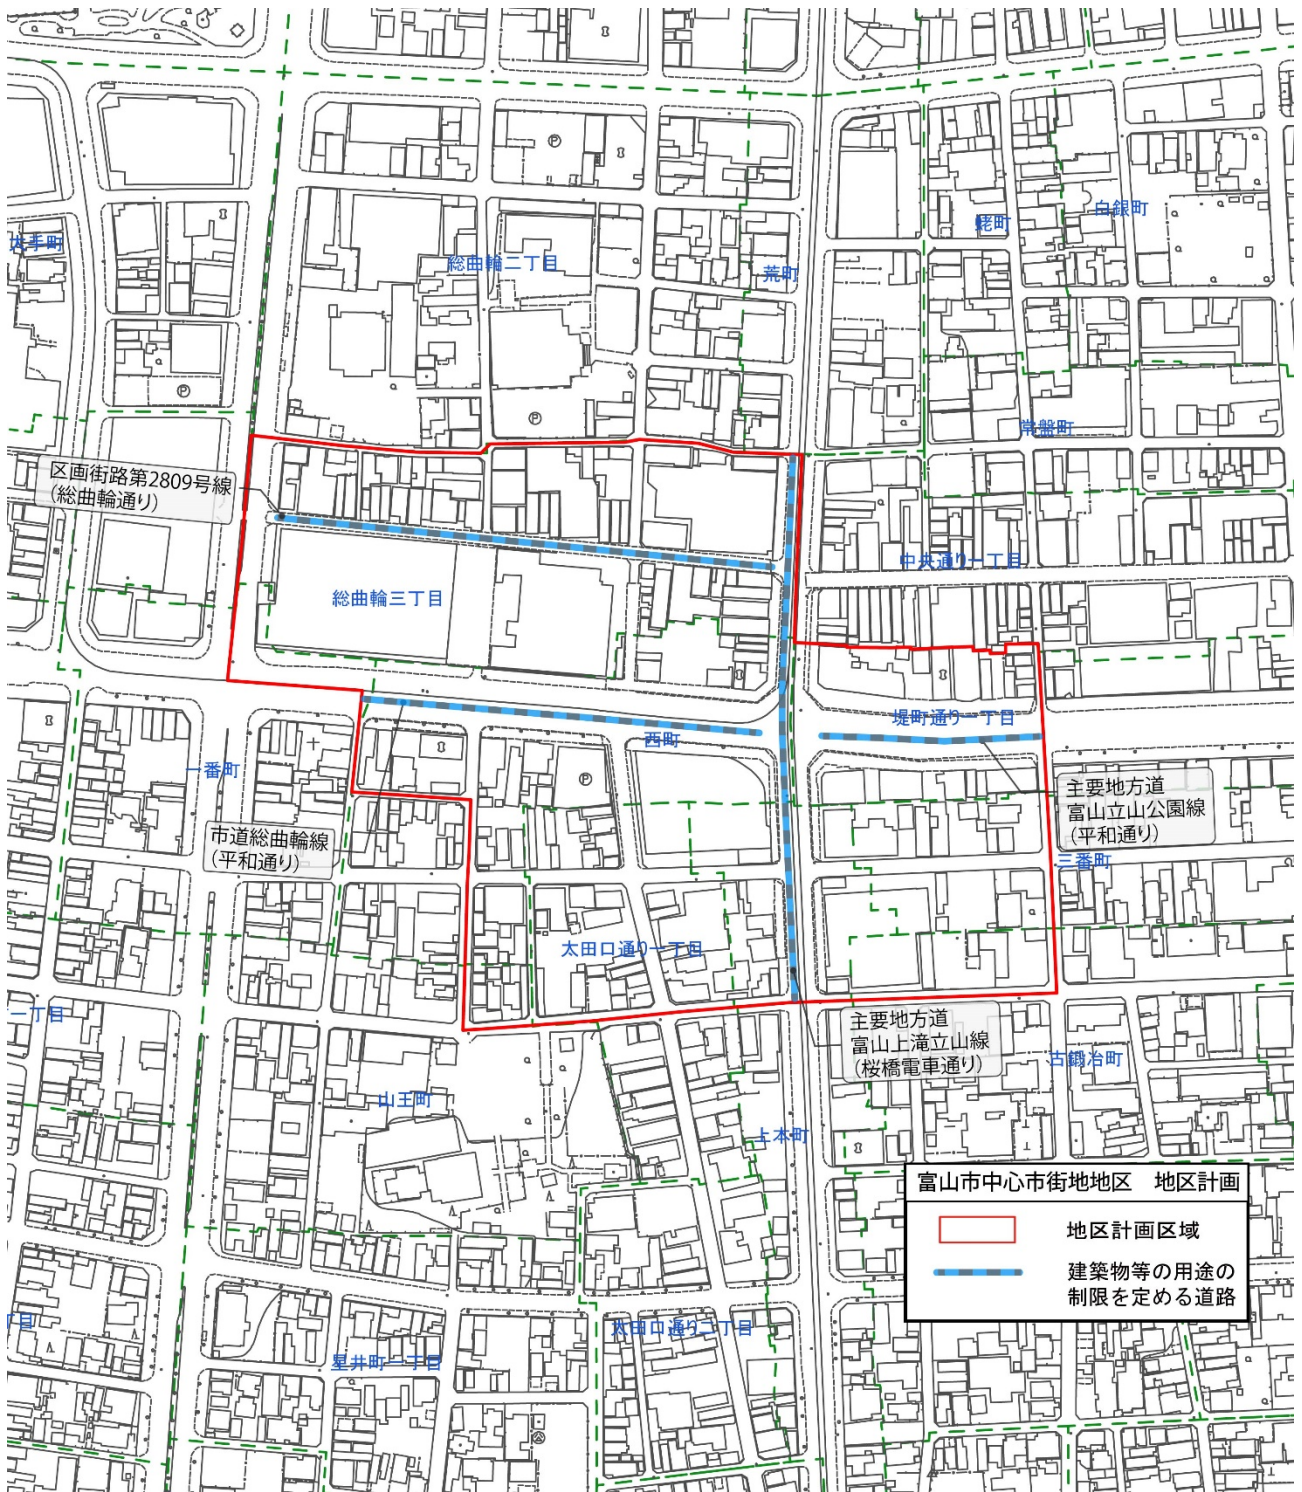 白銀町
蛯町
大手町
総曲輪二丁目
荒町
常盤町
区画街路第2809号線
(総曲輪通り)
中央通り一丁目
総曲輪三丁目
堤町通り一丁目
西町
一番町
主要地方道
富山立山公園線
(平和通り)
市道総曲輪線
(平和通り)
三番町
太田口通り一丁目
一丁目
主要地方道
富山上滝立山線
(桜橋電車通り)
古鍛冶町
山王町
上本町
富山市中心市街地地区 地区計画
地区計画区域
建築物等の用途の
制限を定める道路
丁目
太田口通り二丁目
星井町一丁目
P
P
P
P